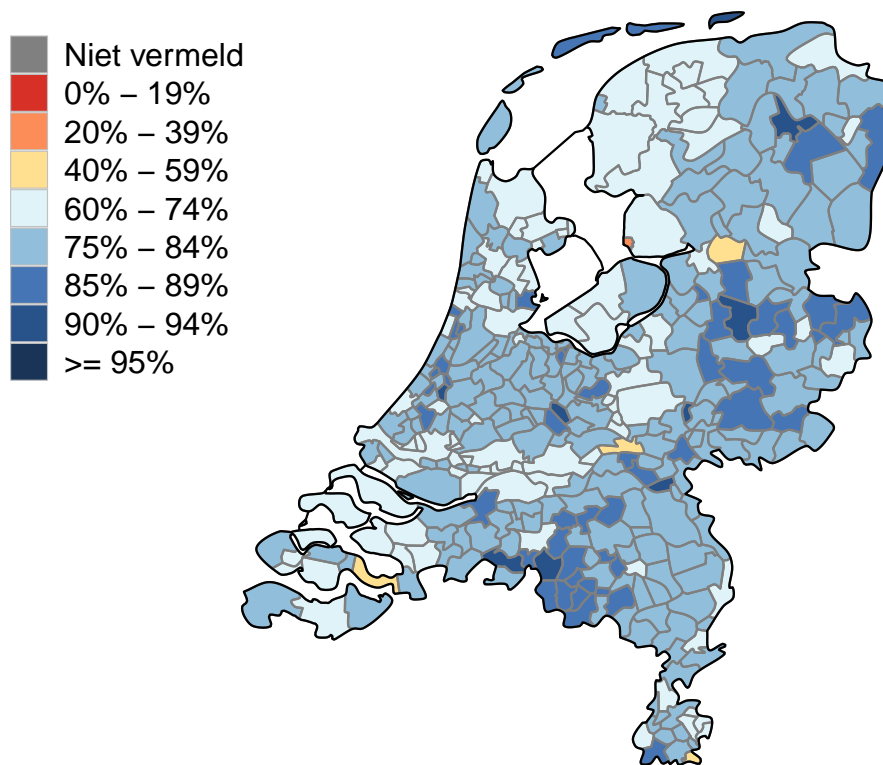 Niet vermeld
0% – 19%
20% – 39%
40% – 59%
60% – 74%
75% – 84%
85% – 89%
90% – 94%
>= 95%